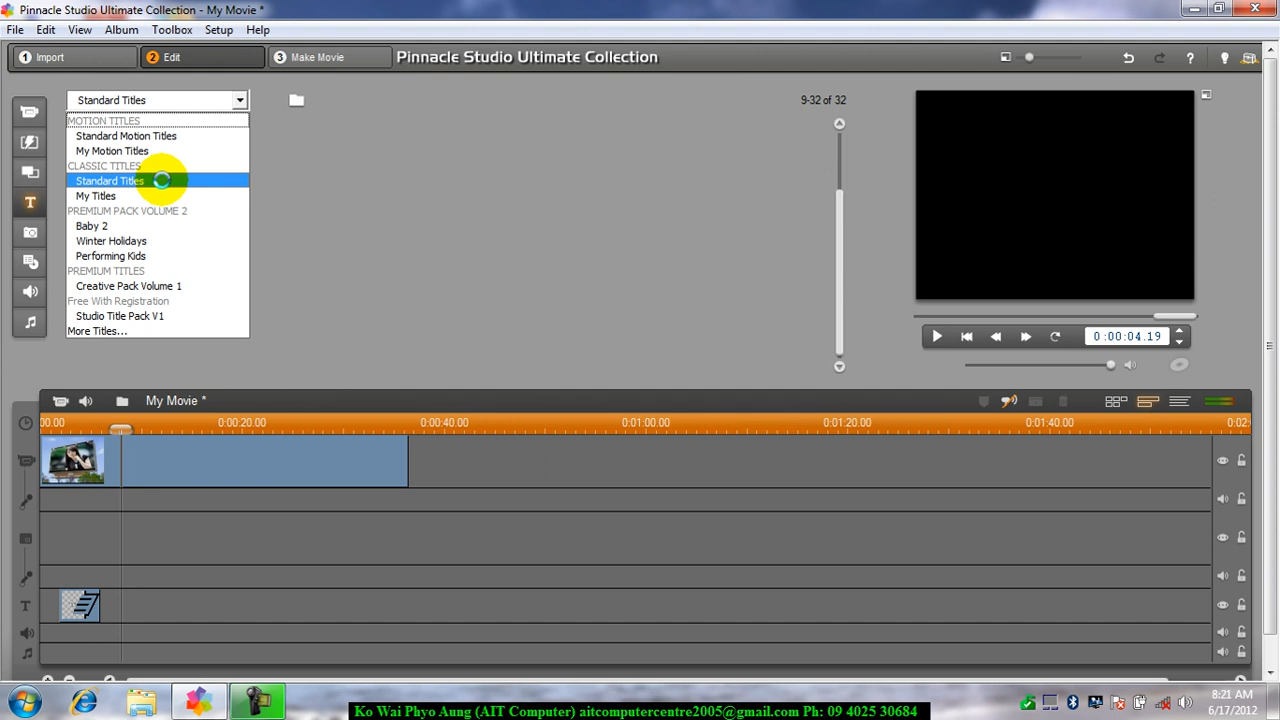 Pinnacle Studio Ultimate Collection - My Movie *
File Edit View Album Toolbox Setup Help
1 Import 2 Edit 3 Make Movie Pinnacle Studio Ultimate Collection ?
Standard Titles 9-32 of 32
MOTION TITLES
Standard Motion Titles
My Motion Titles
CLASSIC TITLES
Standard Titles
My Titles
PREMIUM PACK VOLUME 2
Baby 2
Winter Holidays
Performing Kids
PREMIUM TITLES
Creative Pack Volume 1
Free With Registration
Studio Title Pack V1
More Titles...
T
0:00:04.19
My Movie *
00.00 0:00:20.00 0:00:40.00 0:01:00.00 0:01:20.00 0:01:40.00 0:02:
T
8:21 AM
6/17/2012
Ko Wai Phyo Aung (AIT Computer) aitcomputercentre2005@gmail.com Ph: 09 4025 30684